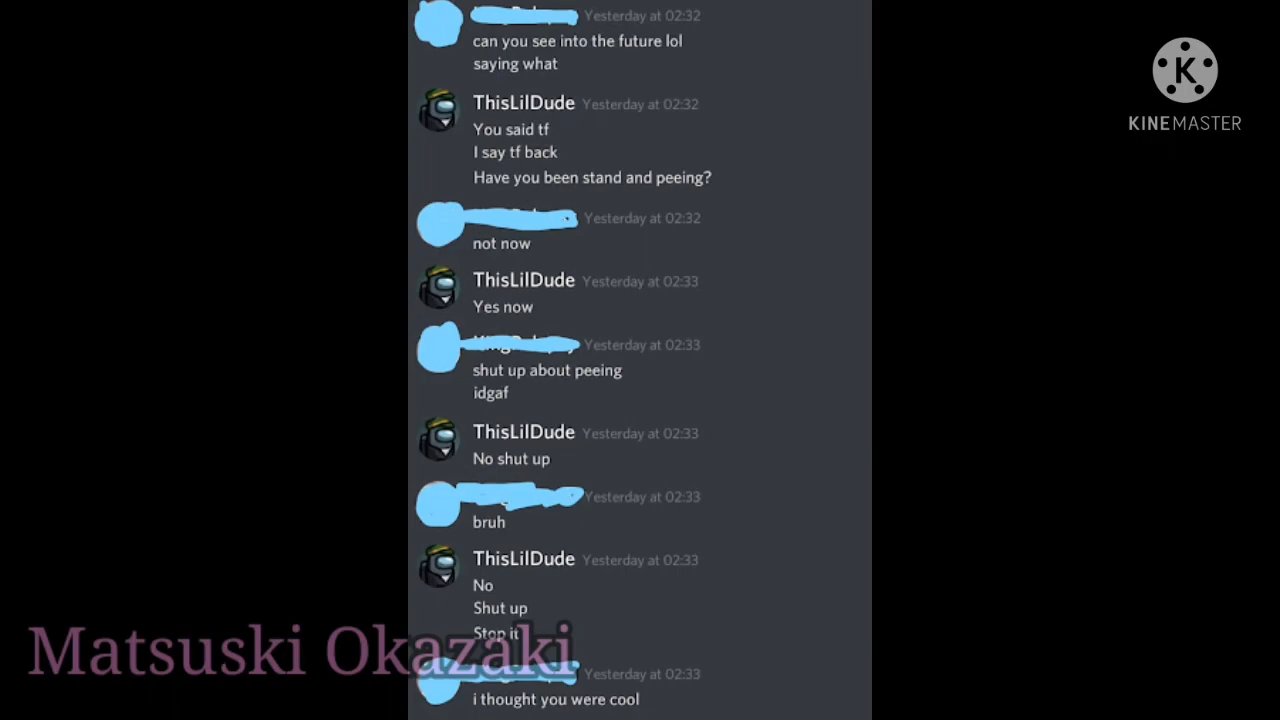 Yesterday at 02:32
can you see into the future lol
saying what
ThisLilDude Yesterday at 02:32
You said tf
I say tf back
Have you been stand and peeing?
Yesterday at 02:32
not now
ThisLilDude Yesterday at 02:33
Yes now
Yesterday at 02:33
shut up about peeing
idgaf
ThisLilDude Yesterday at 02:33
No shut up
Yesterday at 02:33
bruh
ThisLilDude Yesterday at 02:33
No
Shut up
Stop it
Yesterday at 02:33
i thought you were cool
Matsuski Okazaki
K
KINEMASTER